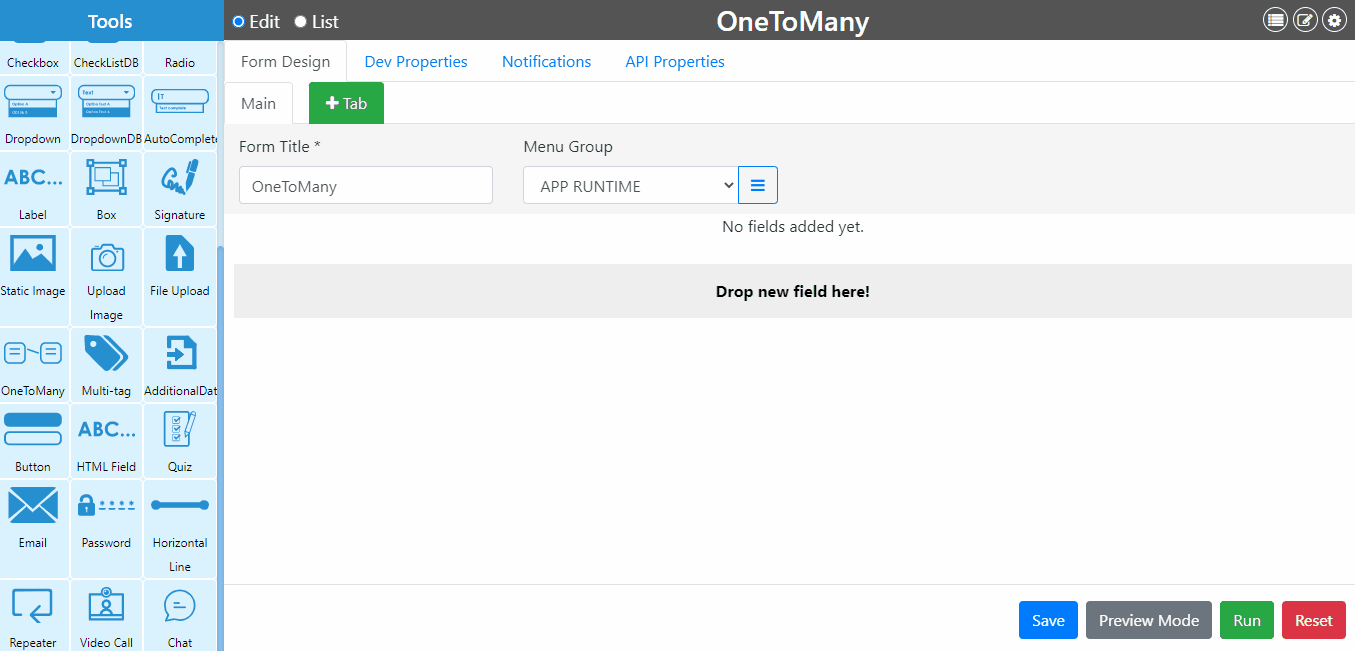 Tools
Edit List
OneToMany
Form Design Dev Properties Notifications API Properties
Main Tab
Form Title * Menu Group
OneToMany APP RUNTIME
No fields added yet.
Drop new field here!
Checkbox CheckListDB Radio
Dropdown DropdownDB AutoComplete
ABC...
Label Box Signature
Static Image Upload Image File Upload
OneToMany Multi-tag AdditionalDat
ABC...
Button HTML Field Quiz
Email Password Horizontal Line
Repeater Video Call Chat
Save Preview Mode Run Reset